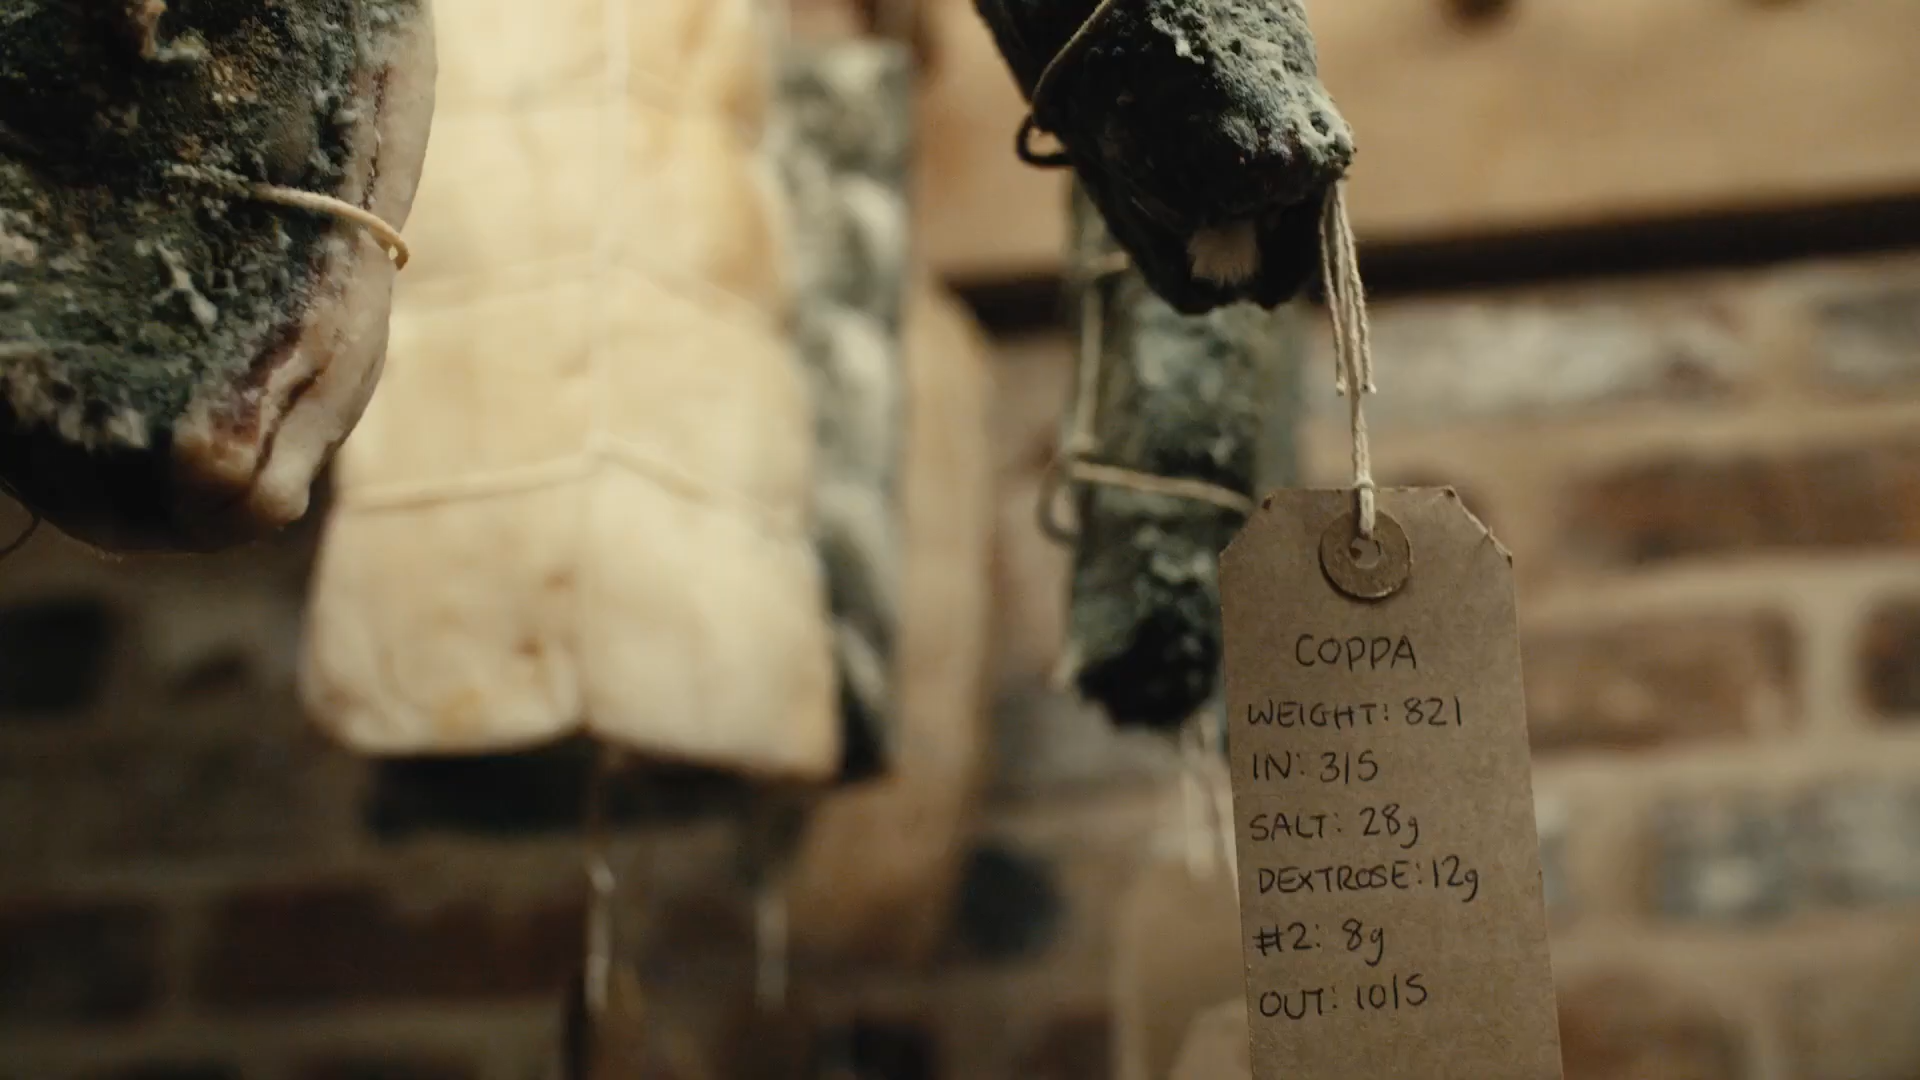 COPPA
WEIGHT: 821
IN: 3/5
SALT: 28g
DEXTROSE: 12g
#2: 8g
OUT: 10/5